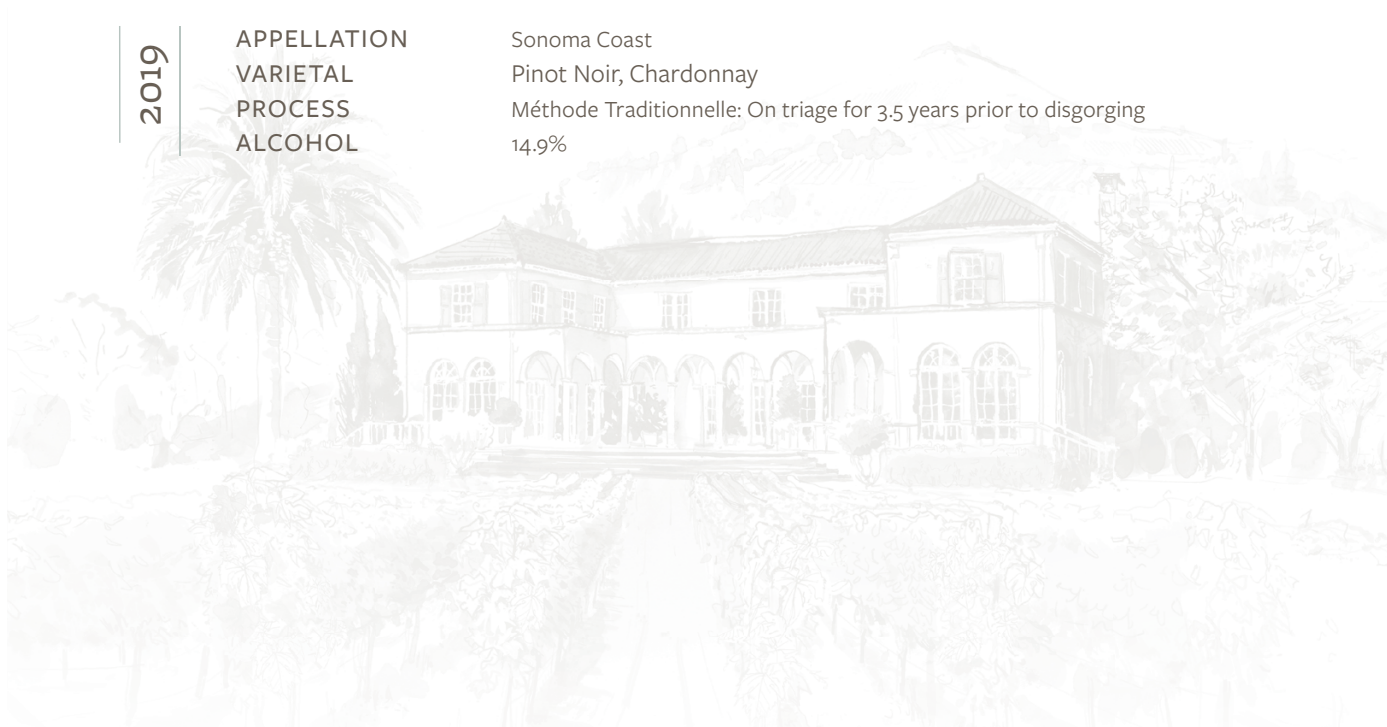 2019
APPELLATION Sonoma Coast
VARIETAL Pinot Noir, Chardonnay
PROCESS Méthode Traditionnelle: On triage for 3.5 years prior to disgorging
ALCOHOL 14.9%